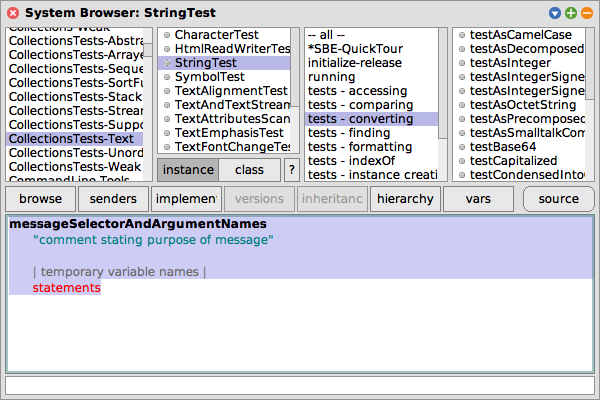 System Browser: StringTest
CollectionsTests-Abstra
CollectionsTests-Arraye
CollectionsTests-Seque
CollectionsTests-SortFu
CollectionsTests-Stack
CollectionsTests-Strean
CollectionsTests-Suppo
CollectionsTests-Text
CollectionsTests-Unord
CollectionsTests-Weak
CharacterTest
HtmlReadWriterTes
StringTest
SymbolTest
TextAlignmentTest
TextAndTextStream
TextAttributesScan
TextEmphasisTest
TextFontChangeTes
instance
class
?
-- all --
*SBE-QuickTour
initialize-release
running
tests - accessing
tests - comparing
tests - converting
tests - finding
tests - formatting
tests - indexOf
tests - instance creati
testAsCamelCase
testAsDecomposed
testAsInteger
testAsIntegerSigne
testAsIntegerSigne
testAsOctetString
testAsPrecomposed
testAsSmalltalkCom
testBase64
testCapitalized
testCondensedInto
browse
senders
implemen
versions
inheritanc
hierarchy
vars
source
messageSelectorAndArgumentNames
"comment stating purpose of message"
| temporary variable names |
statements